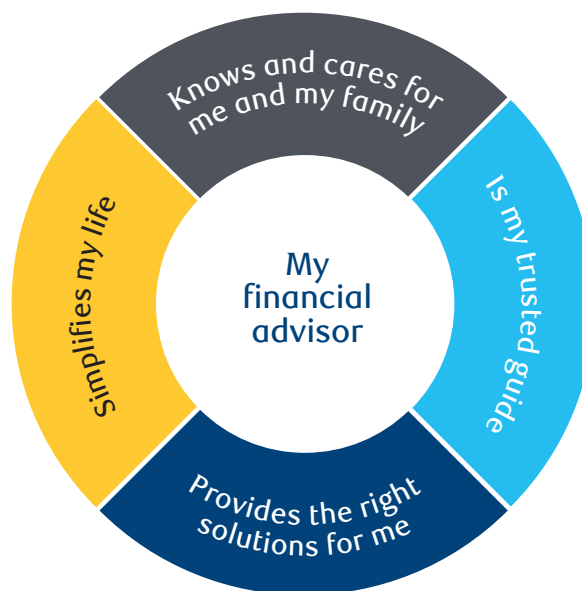 Knows and cares for
me and my family
Is my trusted guide
Provides the right
solutions for me
Simplifies my life
My
financial
advisor